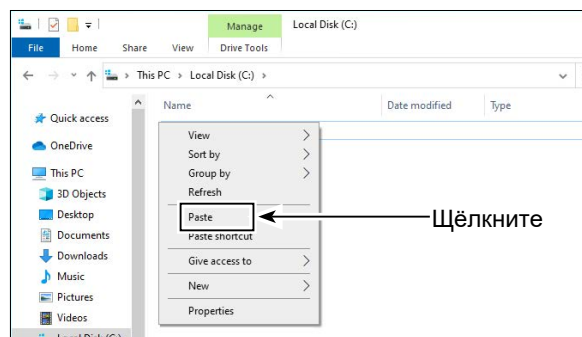 Manage Local Disk (C:)
File Home Share View Drive Tools
This PC > Local Disk (C:) >
Name Date modified Type
Quick access
OneDrive
This PC
3D Objects
Desktop
Documents
Downloads
Music
Pictures
Videos
Local Disk (C:)
View
Sort by
Group by
Refresh
Paste
Paste shortcut
Give access to
New
Properties
Щёлкните